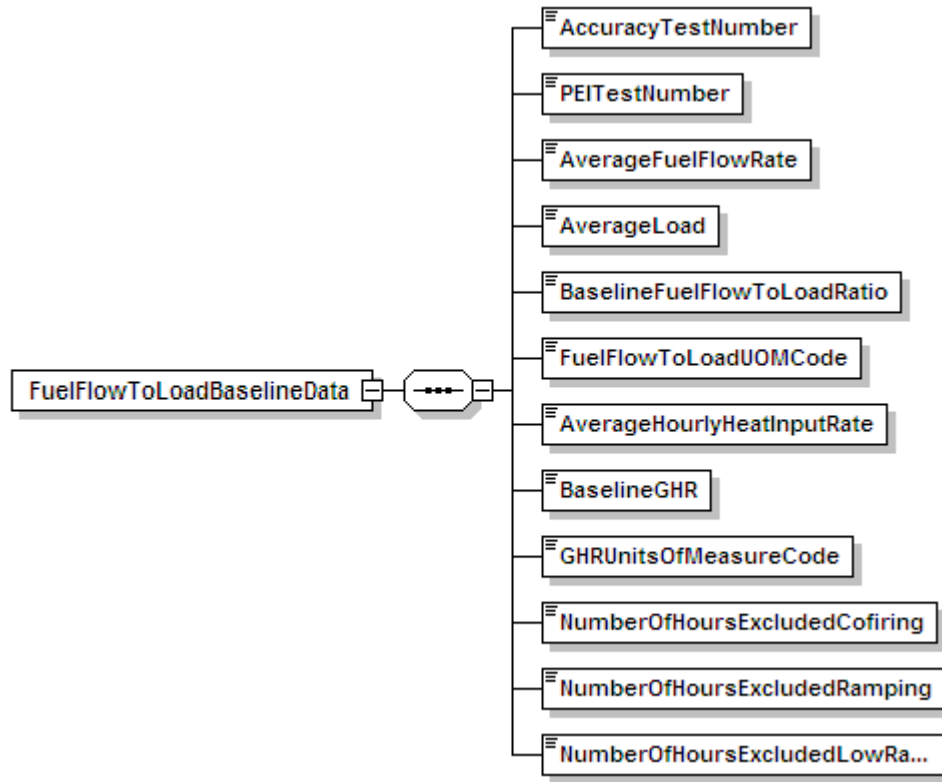 AccuracyTestNumber
PEITestNumber
AverageFuelFlowRate
AverageLoad
BaselineFuelFlowToLoadRatio
FuelFlowToLoadUOMCode
FuelFlowToLoadBaselineData
AverageHourlyHeatInputRate
BaselineGHR
GHRUnitsOfMeasureCode
NumberOfHoursExcludedCofiring
NumberOfHoursExcludedRamping
NumberOfHoursExcludedLowRa...